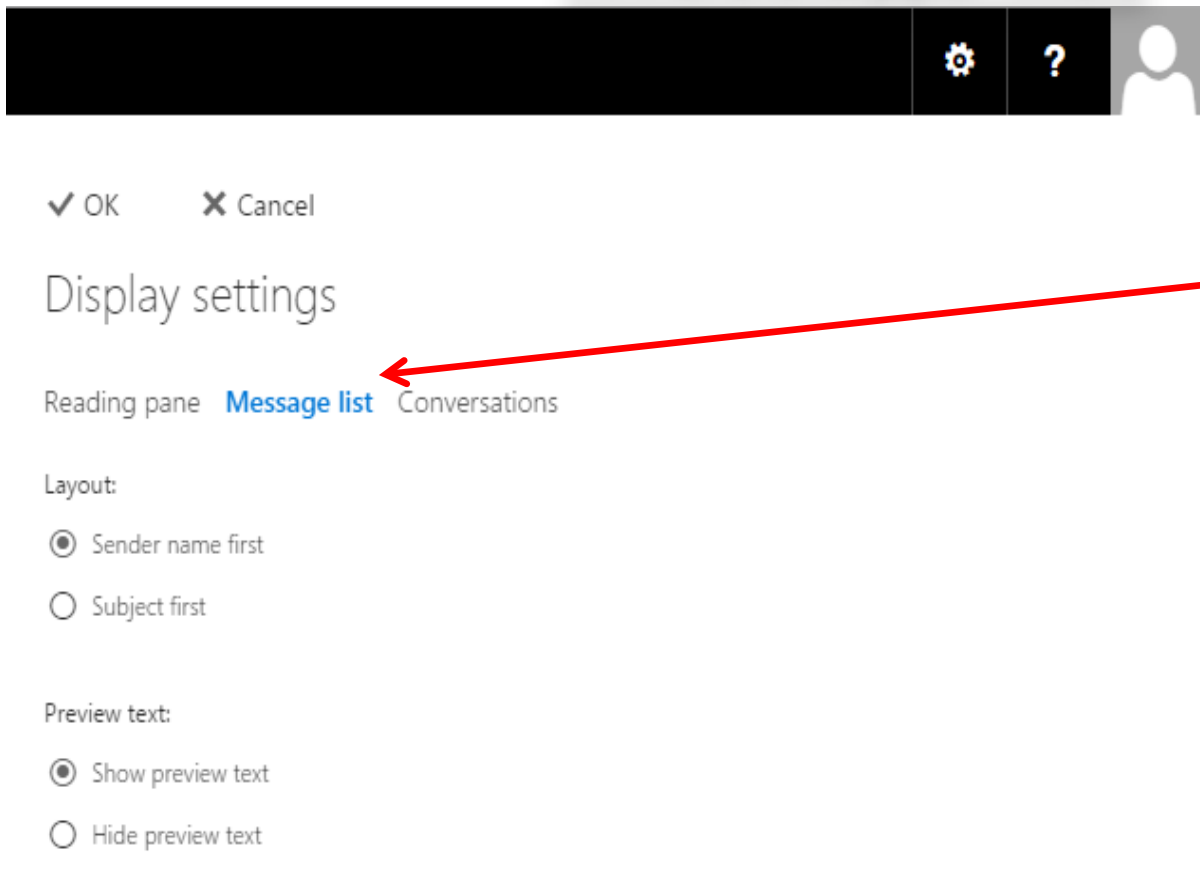 ?
OK Cancel
Display settings
Reading pane Message list Conversations
Layout:
Sender name first
Subject first
Preview text:
Show preview text
Hide preview text